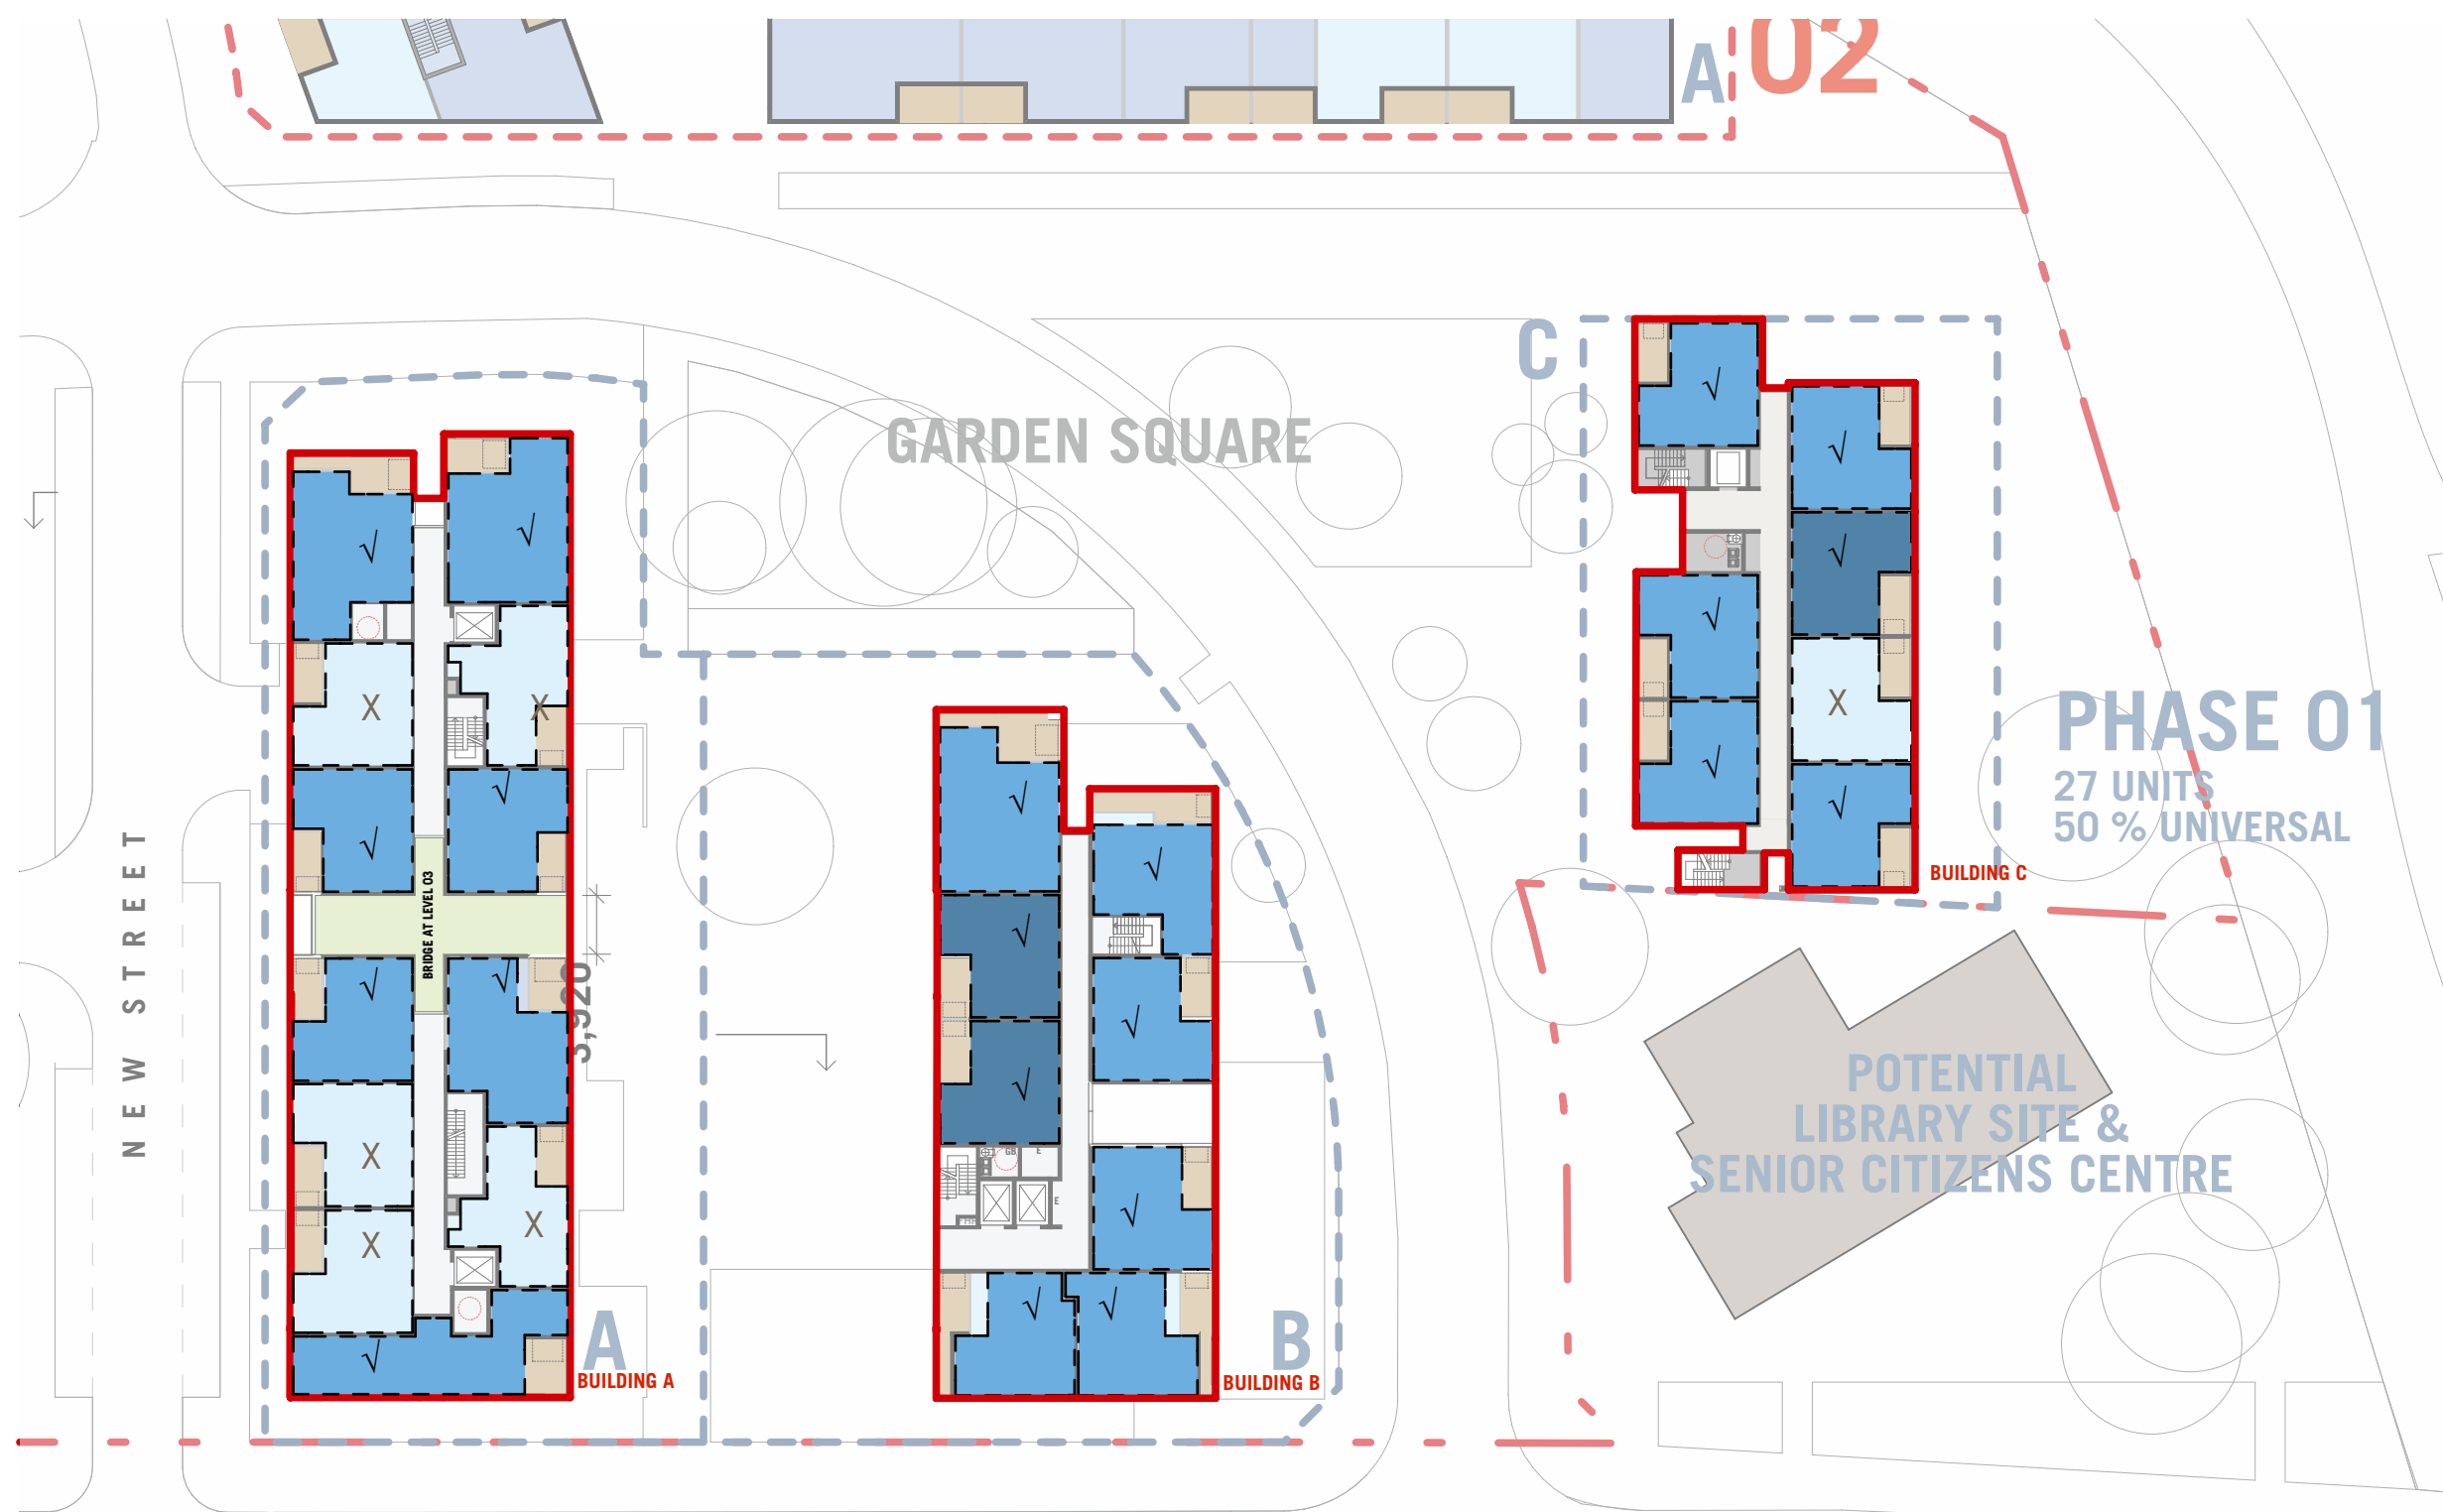 A
02
C
GARDEN SQUARE
√
√
√
√
√
√
X
X
√
X
√
√
√
√
PHASE 01
27 UNITS
50 % UNIVERSAL
√
√
√
√
BUILDING C
NEW STREET
BRIDGE AT LEVEL 03
√
√
√
√
3,920
√
√
POTENTIAL
LIBRARY SITE &
SENIOR CITIZENS CENTRE
X
GB
E
E
X
X
√
√
√
√
A
BUILDING A
B
BUILDING B